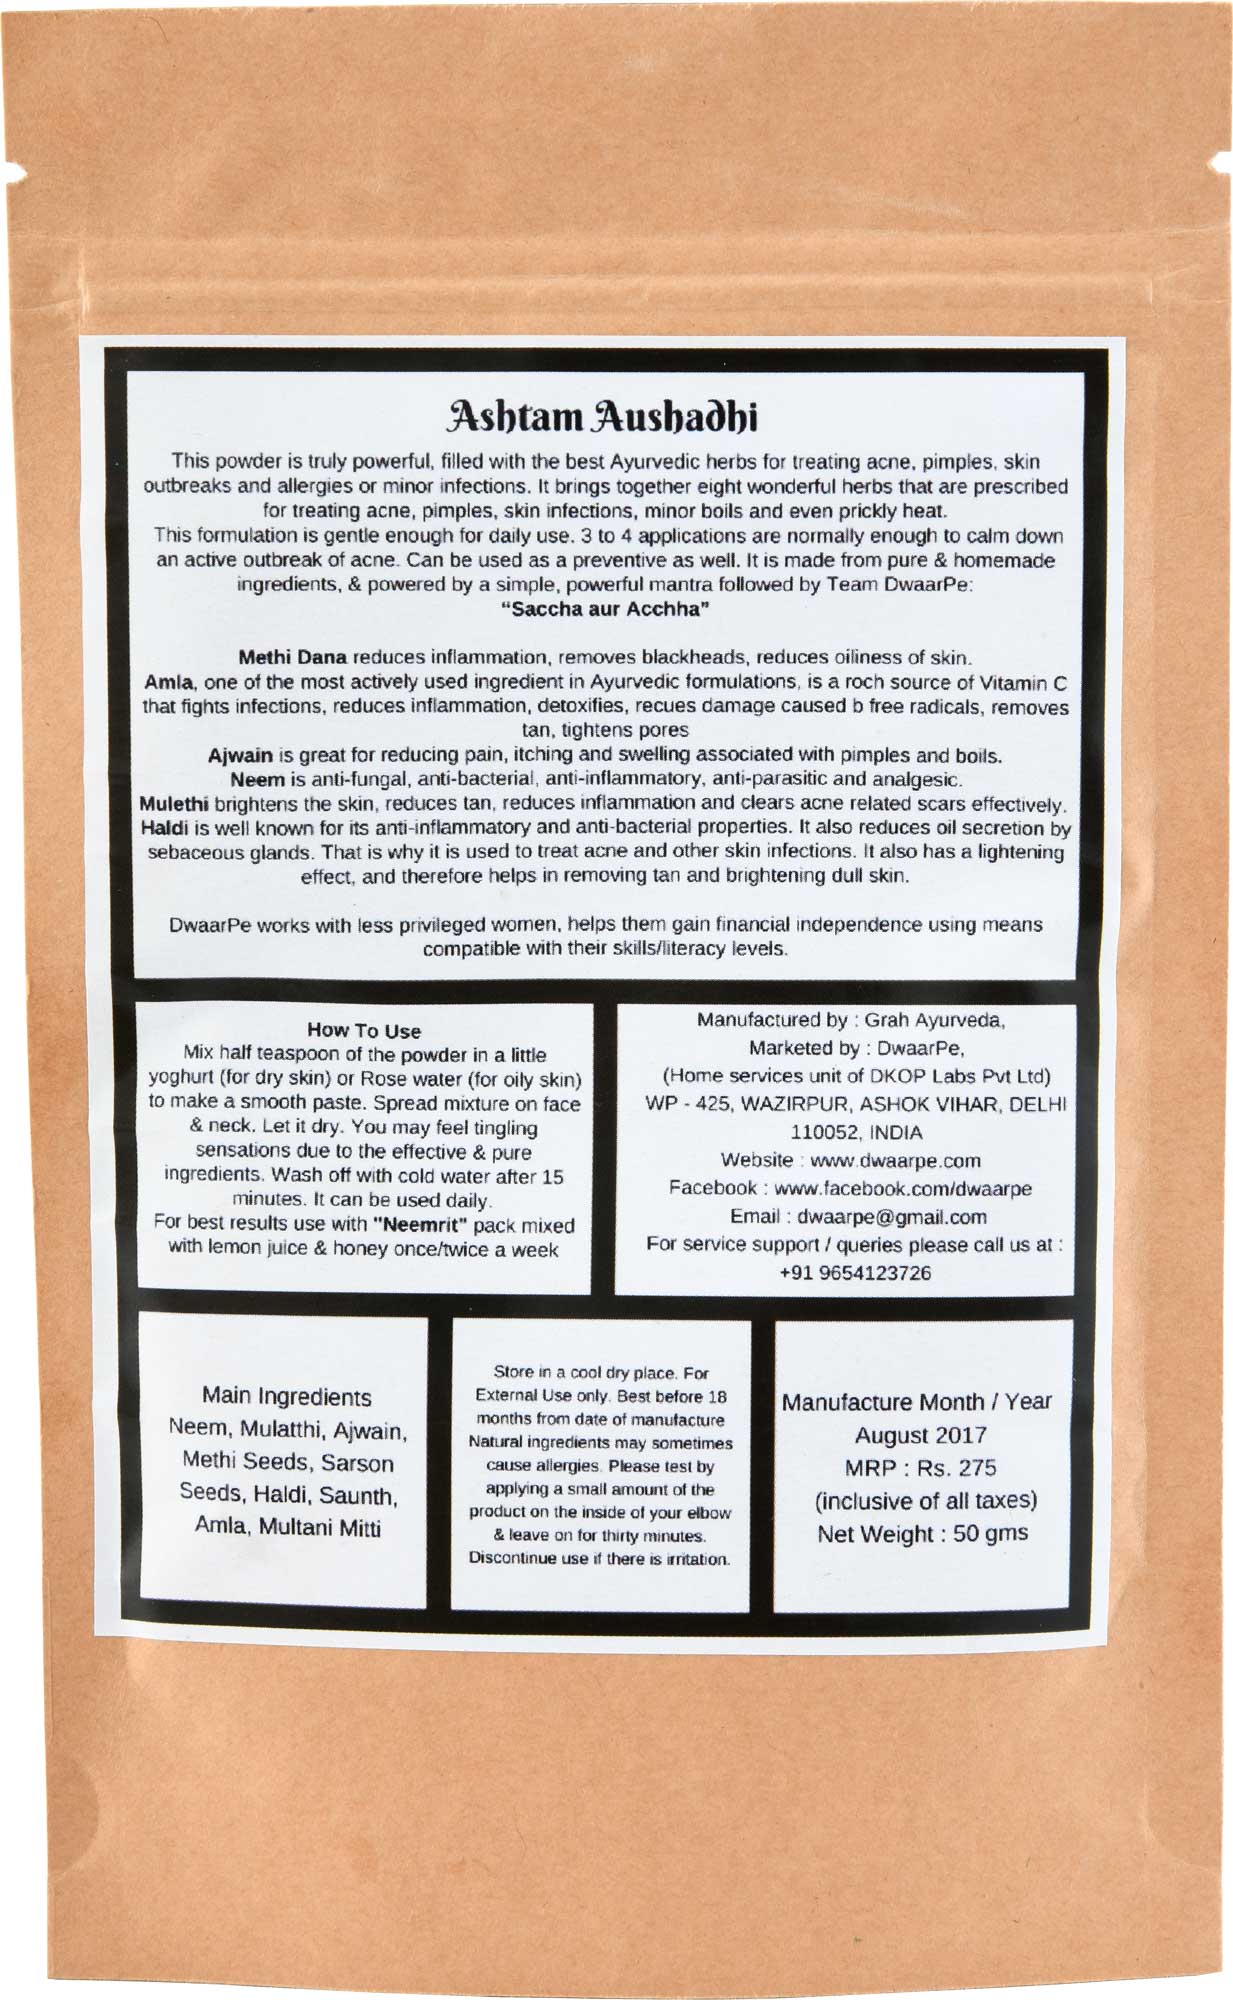 Ashtam Aushadhi
This powder is truly powerful, filled with the best Ayurvedic herbs for treating acne, pimples, skin
outbreaks and allergies or minor infections. It brings together eight wonderful herbs that are prescribed
for treating acne, pimples, skin infections, minor boils and even prickly heat.
This formulation is gentle enough for daily use. 3 to 4 applications are normally enough to calm down
an active outbreak of acne. Can be used as a preventive as well. It is made from pure & homemade
ingredients, & powered by a simple, powerful mantra followed by Team DwaarPe:
"Saccha aur Acchha"
Methi Dana reduces inflammation, removes blackheads, reduces oiliness of skin.
Amla, one of the most actively used ingredient in Ayurvedic formulations, is a roch source of Vitamin C
that fights infections, reduces inflammation, detoxifies, recues damage caused b free radicals, removes
tan, tightens pores
Ajwain is great for reducing pain, itching and swelling associated with pimples and boils.
Neem is anti-fungal, anti-bacterial, anti-inflammatory, anti-parasitic and analgesic.
Mulethi brightens the skin, reduces tan, reduces inflammation and clears acne related scars effectively.
Haldi is well known for its anti-inflammatory and anti-bacterial properties. It also reduces oil secretion by
sebaceous glands. That is why it is used to treat acne and other skin infections. It also has a lightening
effect, and therefore helps in removing tan and brightening dull skin.
DwaarPe works with less privileged women, helps them gain financial independence using means
compatible with their skills/literacy levels.
How To Use
Mix half teaspoon of the powder in a little
yoghurt (for dry skin) or Rose water (for oily skin)
to make a smooth paste. Spread mixture on face
& neck. Let it dry. You may feel tingling
sensations due to the effective & pure
ingredients. Wash off with cold water after 15
minutes. It can be used daily.
For best results use with "Neemrit" pack mixed
with lemon juice & honey once/twice a week
Manufactured by : Grah Ayurveda,
Marketed by : DwaarPe,
(Home services unit of DKOP Labs Pvt Ltd)
WP - 425, WAZIRPUR, ASHOK VIHAR, DELHI
110052, INDIA
Website : www.dwaarpe.com
Facebook : www.facebook.com/dwaarpe
Email : dwaarpe@gmail.com
For service support / queries please call us at :
+91 9654123726
Main Ingredients
Neem, Mulatthi, Ajwain,
Methi Seeds, Sarson
Seeds, Haldi, Saunth,
Amla, Multani Mitti
Store in a cool dry place. For
External Use only. Best before 18
months from date of manufacture
Natural ingredients may sometimes
cause allergies. Please test by
applying a small amount of the
product on the inside of your elbow
& leave on for thirty minutes.
Discontinue use if there is irritation.
Manufacture Month / Year
August 2017
MRP : Rs. 275
(inclusive of all taxes)
Net Weight : 50 gms